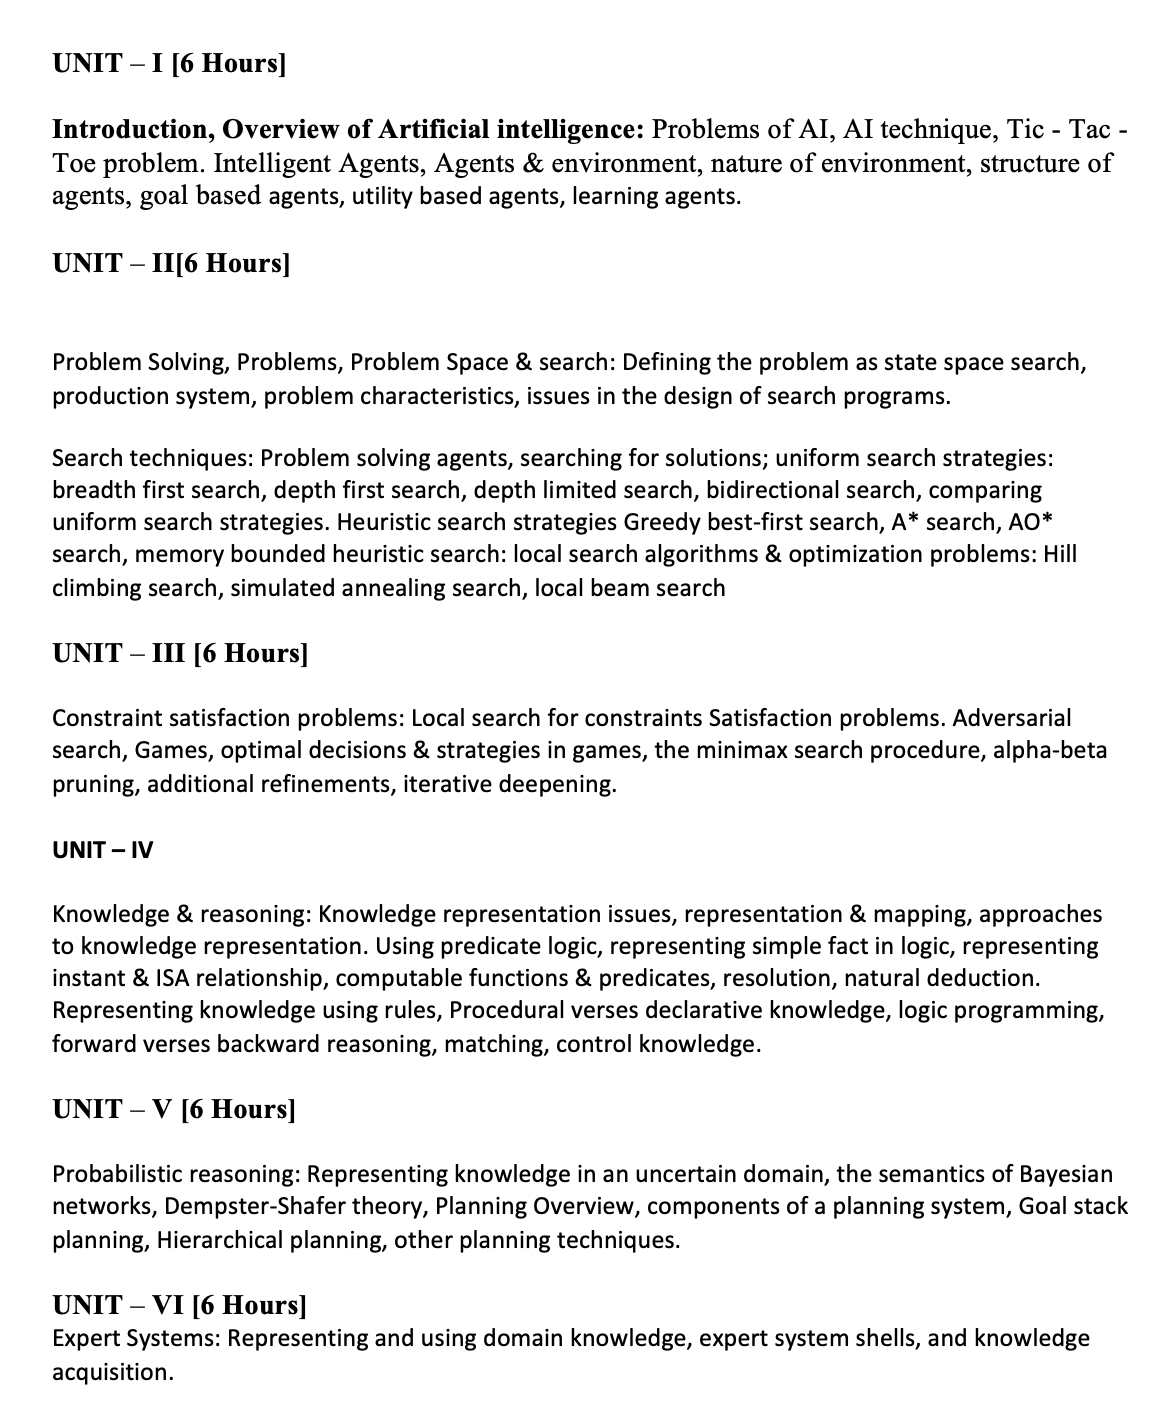 UNIT – I [6 Hours]
Introduction, Overview of Artificial intelligence: Problems of AI, AI technique, Tic - Tac -
Toe problem. Intelligent Agents, Agents & environment, nature of environment, structure of
agents, goal based agents, utility based agents, learning agents.
UNIT – II[6 Hours]
Problem Solving, Problems, Problem Space & search: Defining the problem as state space search,
production system, problem characteristics, issues in the design of search programs.
Search techniques: Problem solving agents, searching for solutions; uniform search strategies:
breadth first search, depth first search, depth limited search, bidirectional search, comparing
uniform search strategies. Heuristic search strategies Greedy best-first search, A* search, AO*
search, memory bounded heuristic search: local search algorithms & optimization problems: Hill
climbing search, simulated annealing search, local beam search
UNIT – III [6 Hours]
Constraint satisfaction problems: Local search for constraints Satisfaction problems. Adversarial
search, Games, optimal decisions & strategies in games, the minimax search procedure, alpha-beta
pruning, additional refinements, iterative deepening.
UNIT – IV
Knowledge & reasoning: Knowledge representation issues, representation & mapping, approaches
to knowledge representation. Using predicate logic, representing simple fact in logic, representing
instant & ISA relationship, computable functions & predicates, resolution, natural deduction.
Representing knowledge using rules, Procedural verses declarative knowledge, logic programming,
forward verses backward reasoning, matching, control knowledge.
UNIT – V [6 Hours]
Probabilistic reasoning: Representing knowledge in an uncertain domain, the semantics of Bayesian
networks, Dempster-Shafer theory, Planning Overview, components of a planning system, Goal stack
planning, Hierarchical planning, other planning techniques.
UNIT – VI [6 Hours]
Expert Systems: Representing and using domain knowledge, expert system shells, and knowledge
acquisition.